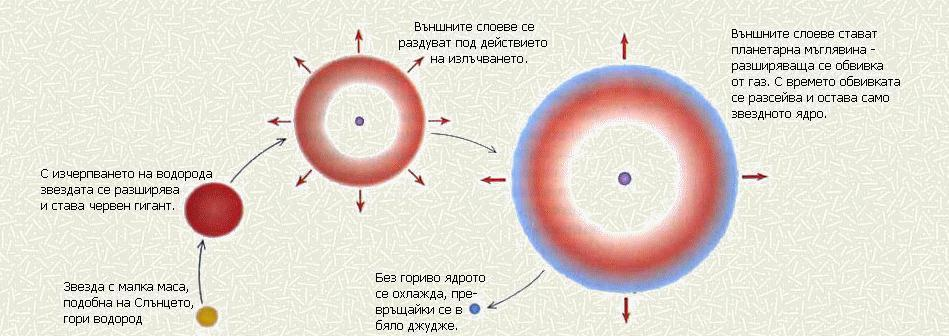 Външните слоеве се
раздуват под действието
на излъчването.
Външните слоеве стават
планетарна мъглявина -
разширяваща се обвивка
от газ. С времето обвивката
се разсейва и остава само
звездното ядро.
С изчерпването на водорода
звездата се разширява
и става червен гигант.
Звезда с малка маса,
подобна на Слънцето,
гори водород
Без гориво ядрото
се охлажда, пре-
връщайки се в
бяло джудже.